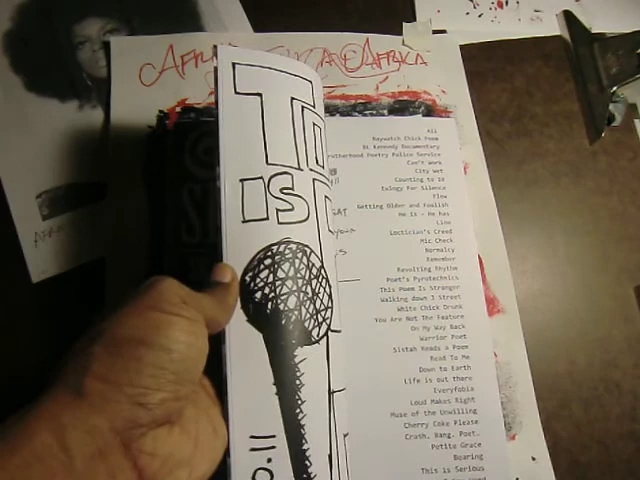 AFRIKA
To
IS
All
Baywatch Chick Poem
BL Kennedy Documentary
rotherhood Poetry Police Service
Can't Work
City Wet
Counting to 10
Eulogy For Silence
Flow
Getting Older and Foolish
He Is - He has
Line
Loctician's Creed
Mic Check
Normalcy
Remember
Revolting Rhythm
Poet's Pyrotechnics
This Poem Is Stranger
Walking down J Street
White Chick Drunk
You Are Not The Feature
On My Way Back
Warrior Poet
Sistah Reads a Poem
Read To Me
Down to Earth
Life is out there
Everyfobia
Loud Makes Right
Muse of the Unwilling
Cherry Coke Please
Crash. Bang. Poet.
Petite Grace
Bearing
This is Serious